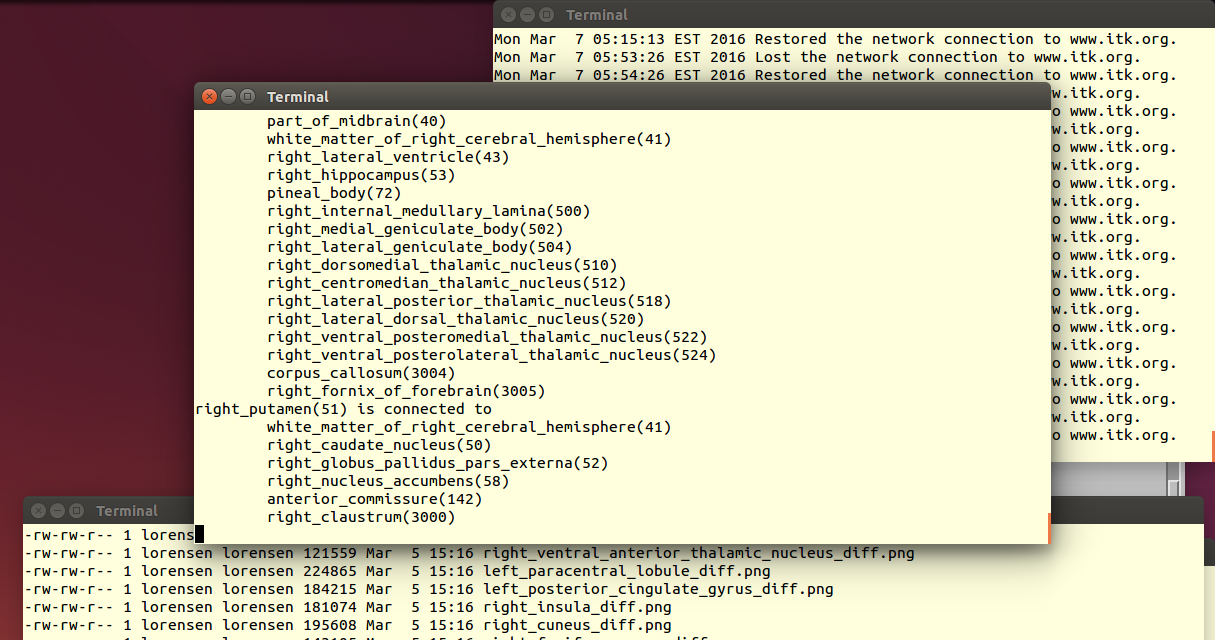 Terminal
Mon Mar  7 05:15:13 EST 2016 Restored the network connection to www.itk.org.
Mon Mar  7 05:53:26 EST 2016 Lost the network connection to www.itk.org.
Mon Mar  7 05:54:26 EST 2016 Restored the network connection to www.itk.org.
w.itk.org.
o www.itk.org.
w.itk.org.
o www.itk.org.
w.itk.org.
o www.itk.org.
w.itk.org.
o www.itk.org.
w.itk.org.
o www.itk.org.
w.itk.org.
o www.itk.org.
w.itk.org.
o www.itk.org.
w.itk.org.
o www.itk.org.
w.itk.org.
o www.itk.org.
w.itk.org.
o www.itk.org.
Terminal
part_of_midbrain(40)
white_matter_of_right_cerebral_hemisphere(41)
right_lateral_ventricle(43)
right_hippocampus(53)
pineal_body(72)
right_internal_medullary_lamina(500)
right_medial_geniculate_body(502)
right_lateral_geniculate_body(504)
right_dorsomedial_thalamic_nucleus(510)
right_centromedian_thalamic_nucleus(512)
right_lateral_posterior_thalamic_nucleus(518)
right_lateral_dorsal_thalamic_nucleus(520)
right_ventral_posteromedial_thalamic_nucleus(522)
right_ventral_posterolateral_thalamic_nucleus(524)
corpus_callosum(3004)
right_fornix_of_forebrain(3005)
right_putamen(51) is connected to
white_matter_of_right_cerebral_hemisphere(41)
right_caudate_nucleus(50)
right_globus_pallidus_pars_externa(52)
right_nucleus_accumbens(58)
anterior_commissure(142)
right_claustrum(3000)
Terminal
-rw-rw-r-- 1 lorens
-rw-rw-r-- 1 lorensen lorensen 121559 Mar  5 15:16 right_ventral_anterior_thalamic_nucleus_diff.png
-rw-rw-r-- 1 lorensen lorensen 224865 Mar  5 15:16 left_paracentral_lobule_diff.png
-rw-rw-r-- 1 lorensen lorensen 184215 Mar  5 15:16 left_posterior_cingulate_gyrus_diff.png
-rw-rw-r-- 1 lorensen lorensen 181074 Mar  5 15:16 right_insula_diff.png
-rw-rw-r-- 1 lorensen lorensen 195608 Mar  5 15:16 right_cuneus_diff.png